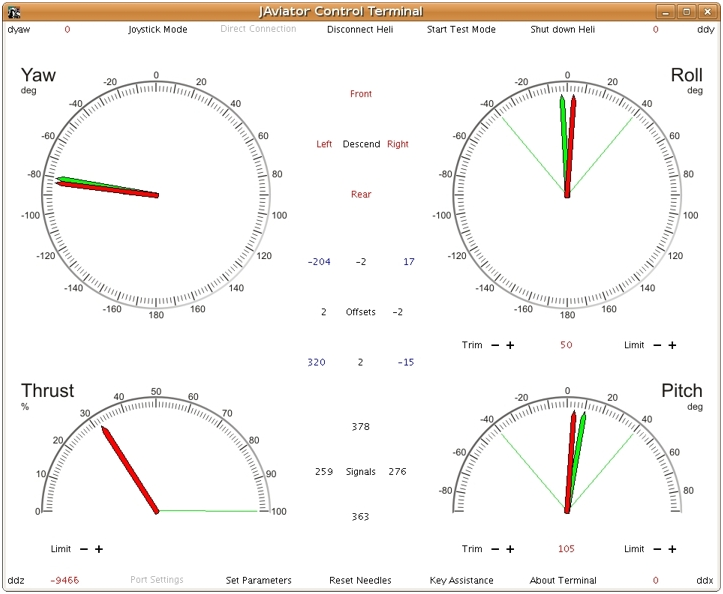 JAviator Control Terminal
dyaw 0 Joystick Mode Direct Connection Disconnect Heli Start Test Mode Shut down Heli 0 ddy
Yaw
deg
0
-20 20
-40 40
-60 60
-80 80
-100 100
-120 120
-140 140
-160 160
180
Front
Left Descend Right
Rear
-204 -2 17
2 Offsets -2
320 2 -15
378
259 Signals 276
363
Roll
deg
0
-20 20
-40 40
-60 60
-80 80
-100 100
-120 120
-140 140
-160 160
180
Trim − + 50 Limit − +
Thrust
%
50
40 60
30 70
20 80
10 90
0 100
Limit − +
Pitch
deg
0
-20 20
-40 40
-60 60
-80 80
Trim − + 105 Limit − +
ddz -9466 Port Settings Set Parameters Reset Needles Key Assistance About Terminal 0 ddx